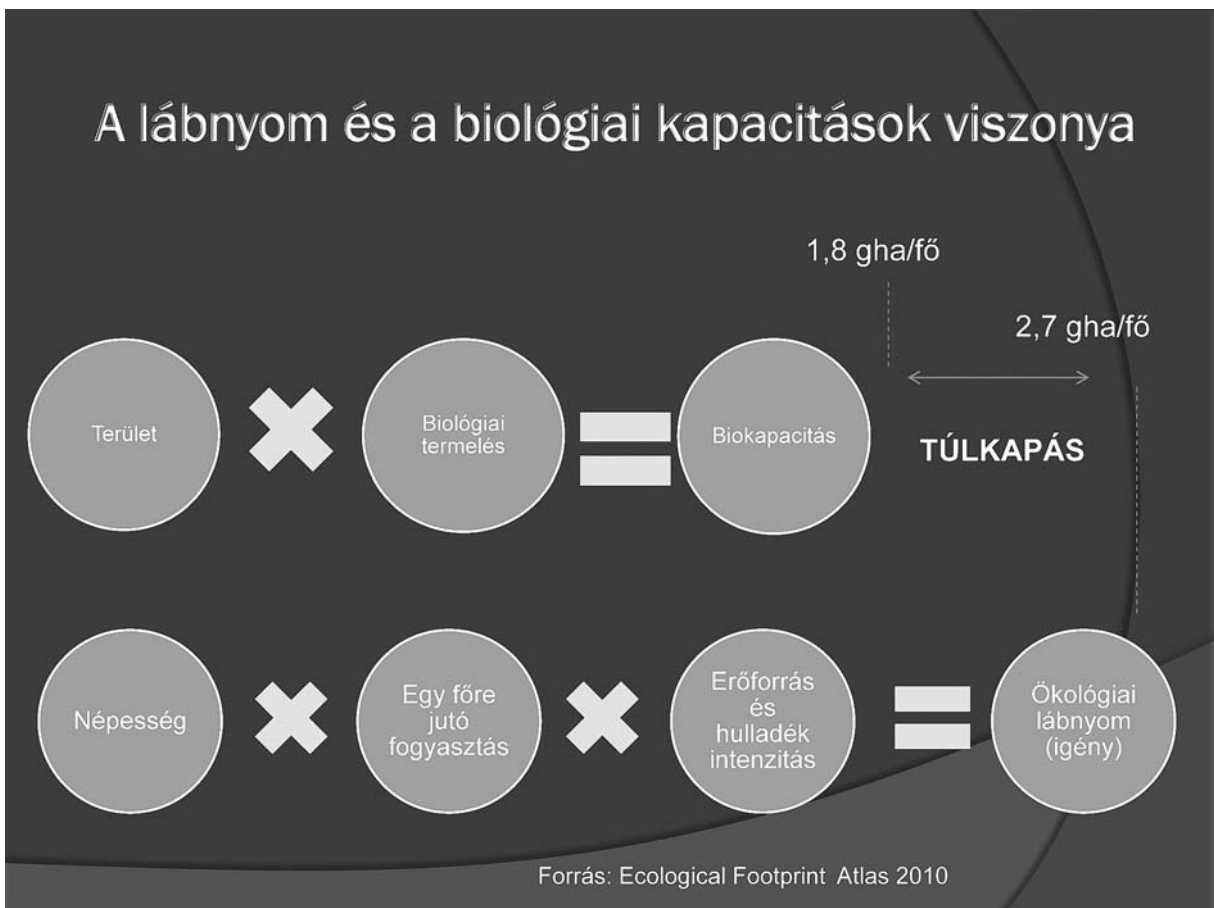 A lábnyom és a biológiai kapacitások viszonya
1,8 gha/fő
2,7 gha/fő
Terület
Biológiai
termelés
Biokapacitás
TÚLKAPÁS
Népesség
Egy főre
jutó
fogyasztás
Erőforrás
és
hulladék
intenzitás
Ökológiai
lábnyom
(igény)
Forrás: Ecological Footprint Atlas 2010